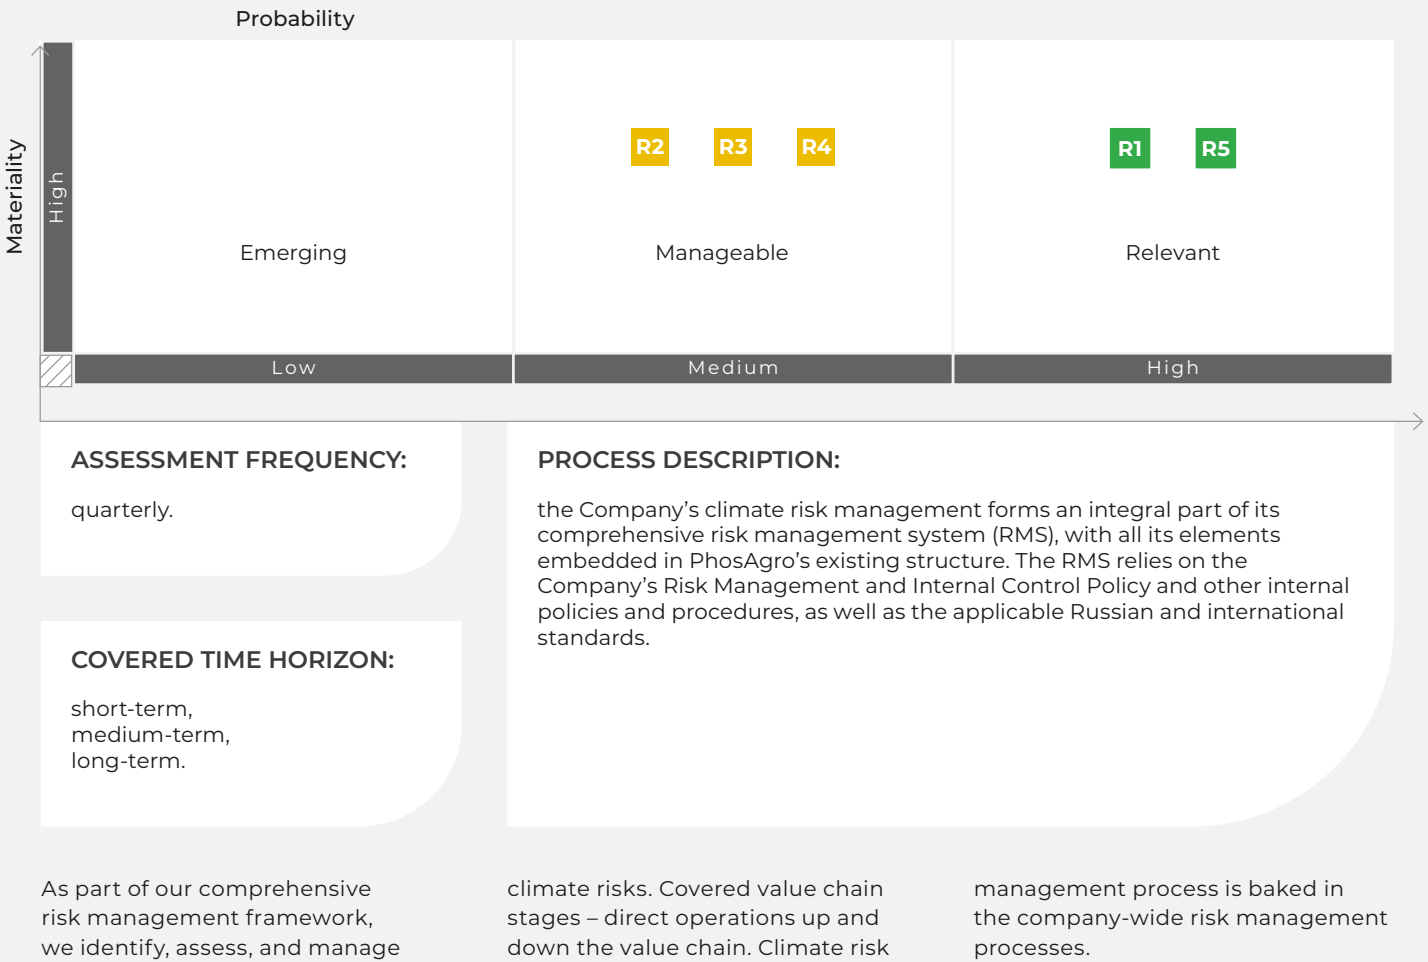 Probability
Materiality
High
R2 R3 R4
R1 R5
Emerging
Manageable
Relevant
Low
Medium
High
ASSESSMENT FREQUENCY:
quarterly.
COVERED TIME HORIZON:
short-term,
medium-term,
long-term.
PROCESS DESCRIPTION:
the Company’s climate risk management forms an integral part of its
comprehensive risk management system (RMS), with all its elements
embedded in PhosAgro’s existing structure. The RMS relies on the
Company’s Risk Management and Internal Control Policy and other internal
policies and procedures, as well as the applicable Russian and international
standards.
As part of our comprehensive
risk management framework,
we identify, assess, and manage
climate risks. Covered value chain
stages – direct operations up and
down the value chain. Climate risk
management process is baked in
the company-wide risk management
processes.